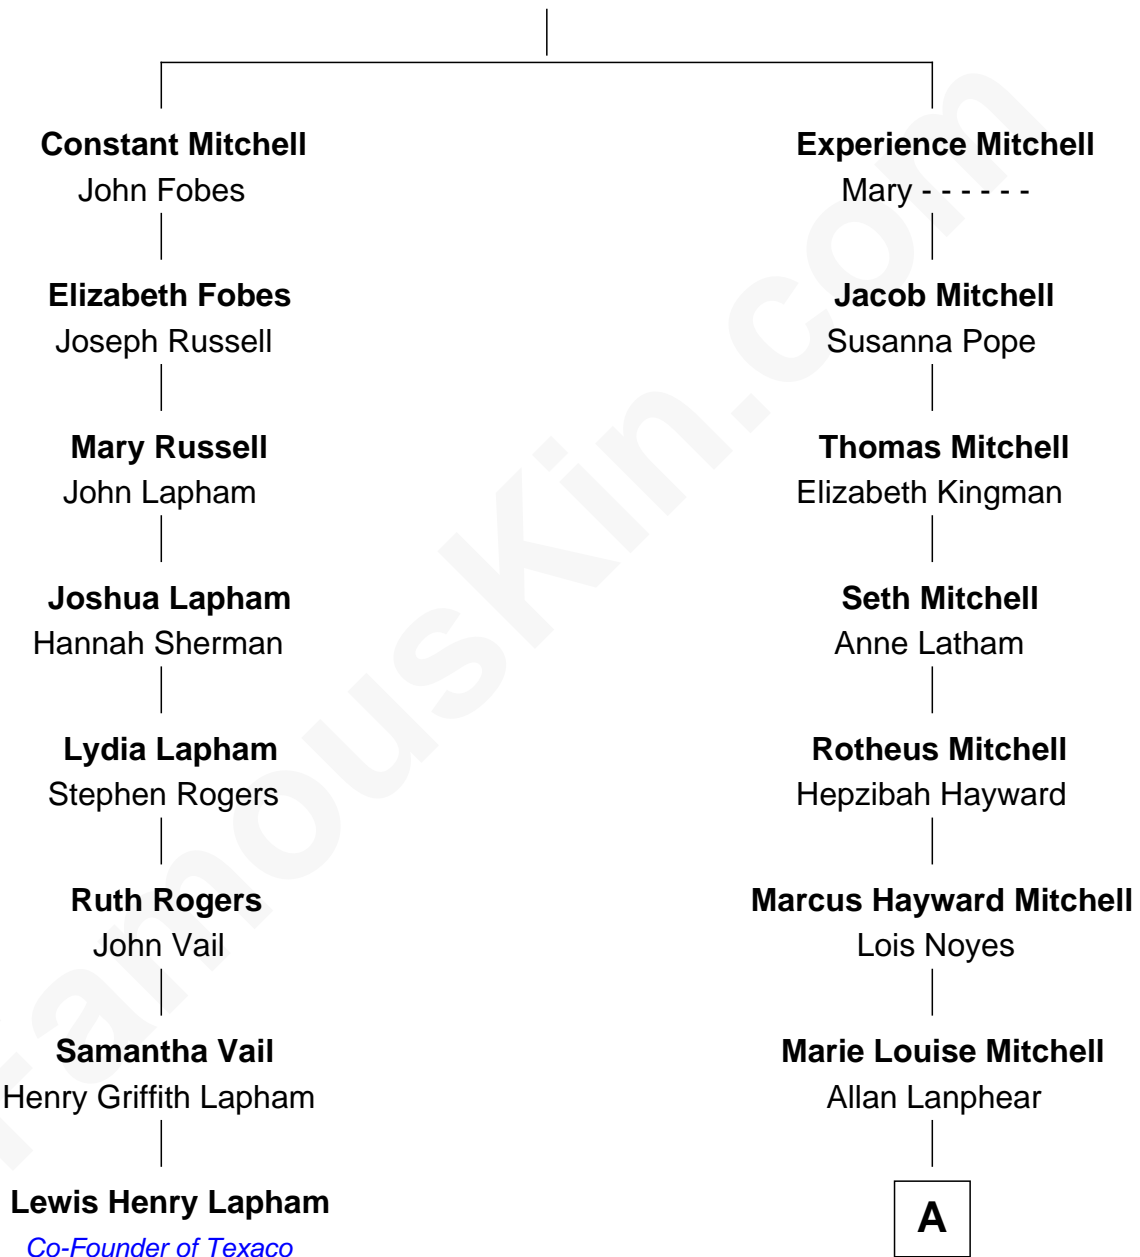 Constant Mitchell
John Fobes
Experience Mitchell
Mary - - - - - -
Elizabeth Fobes
Joseph Russell
Jacob Mitchell
Susanna Pope
Mary Russell
John Lapham
Thomas Mitchell
Elizabeth Kingman
Joshua Lapham
Hannah Sherman
Seth Mitchell
Anne Latham
Lydia Lapham
Stephen Rogers
Rotheus Mitchell
Hepzibah Hayward
Ruth Rogers
John Vail
Marcus Hayward Mitchell
Lois Noyes
Samantha Vail
Henry Griffith Lapham
Marie Louise Mitchell
Allan Lanphear
Lewis Henry Lapham
Co-Founder of Texaco
A
FamousKin.com